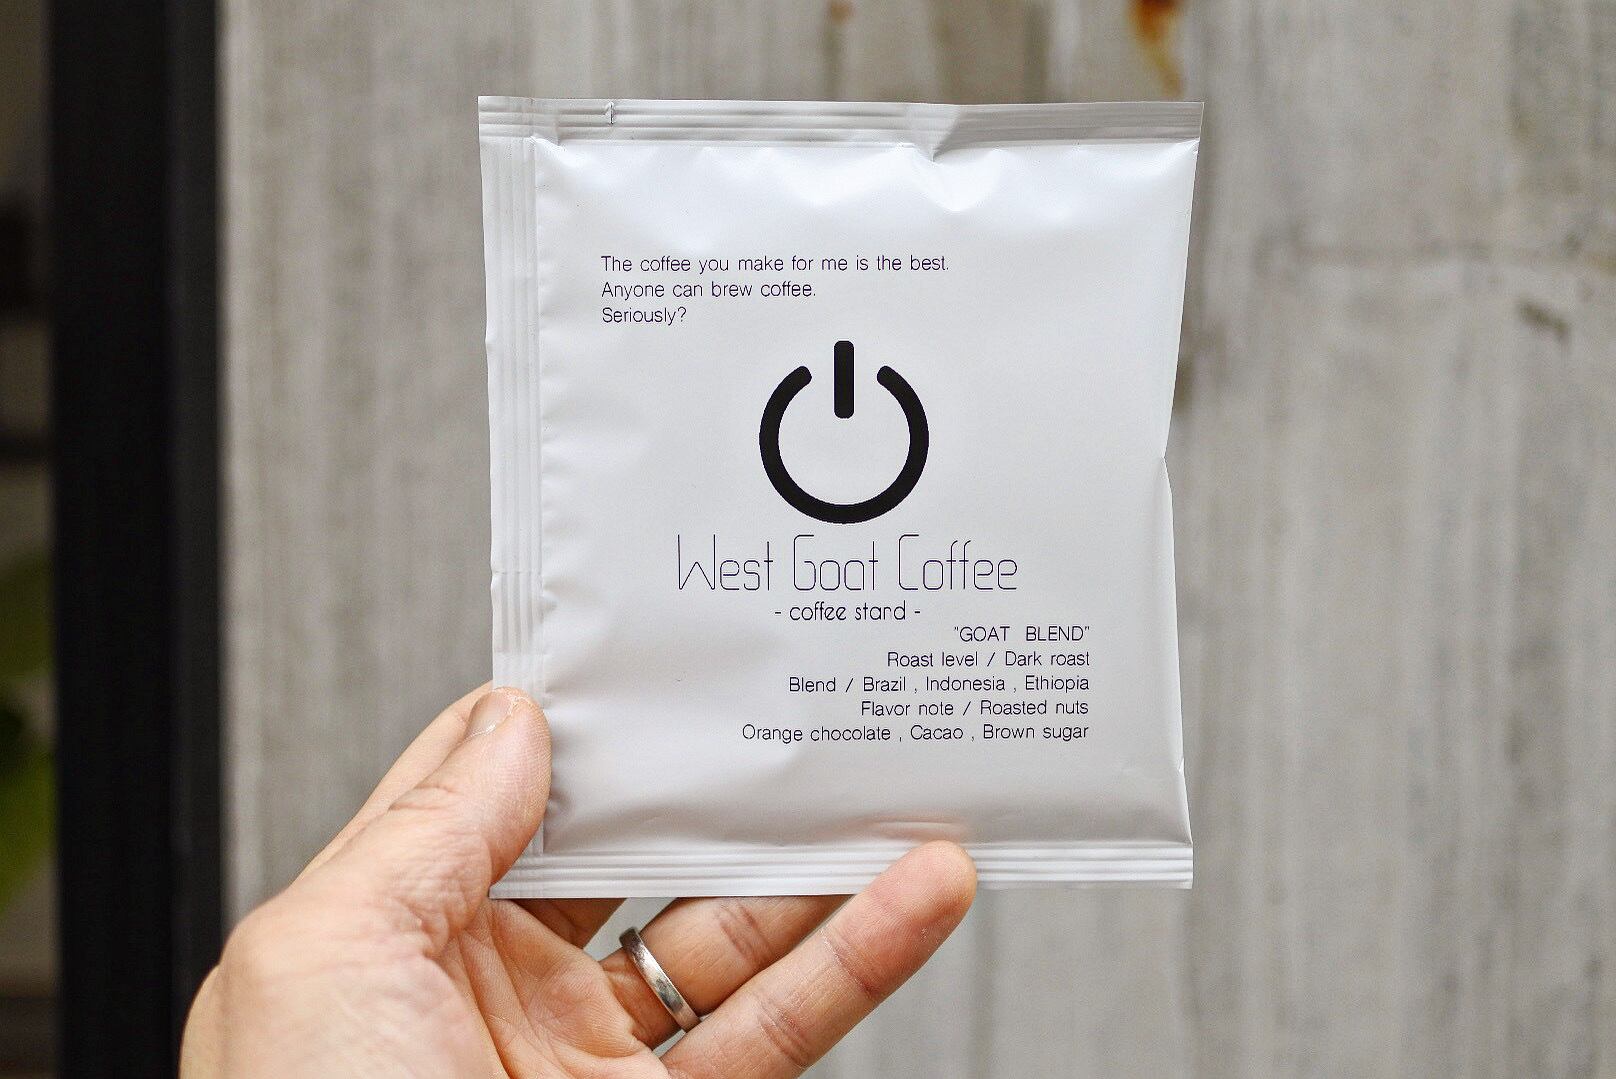 The coffee you make for me is the best.
Anyone can brew coffee.
Seriously?
West Goat Coffee
- coffee stand -
"GOAT BLEND"
Roast level / Dark roast
Blend / Brazil , Indonesia , Ethiopia
Flavor note / Roasted nuts
Orange chocolate , Cacao , Brown sugar